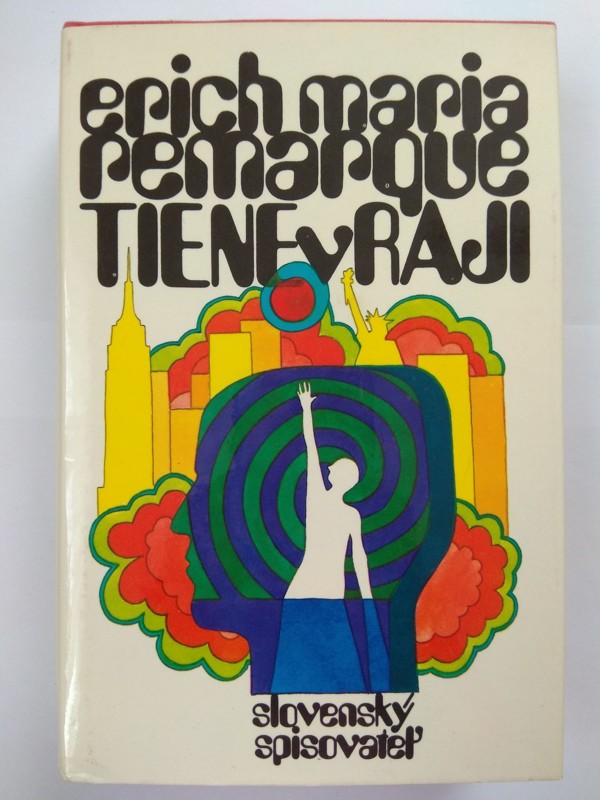 erich maria
remarque
TIENE v RAJI
slovenský
spisovateľ